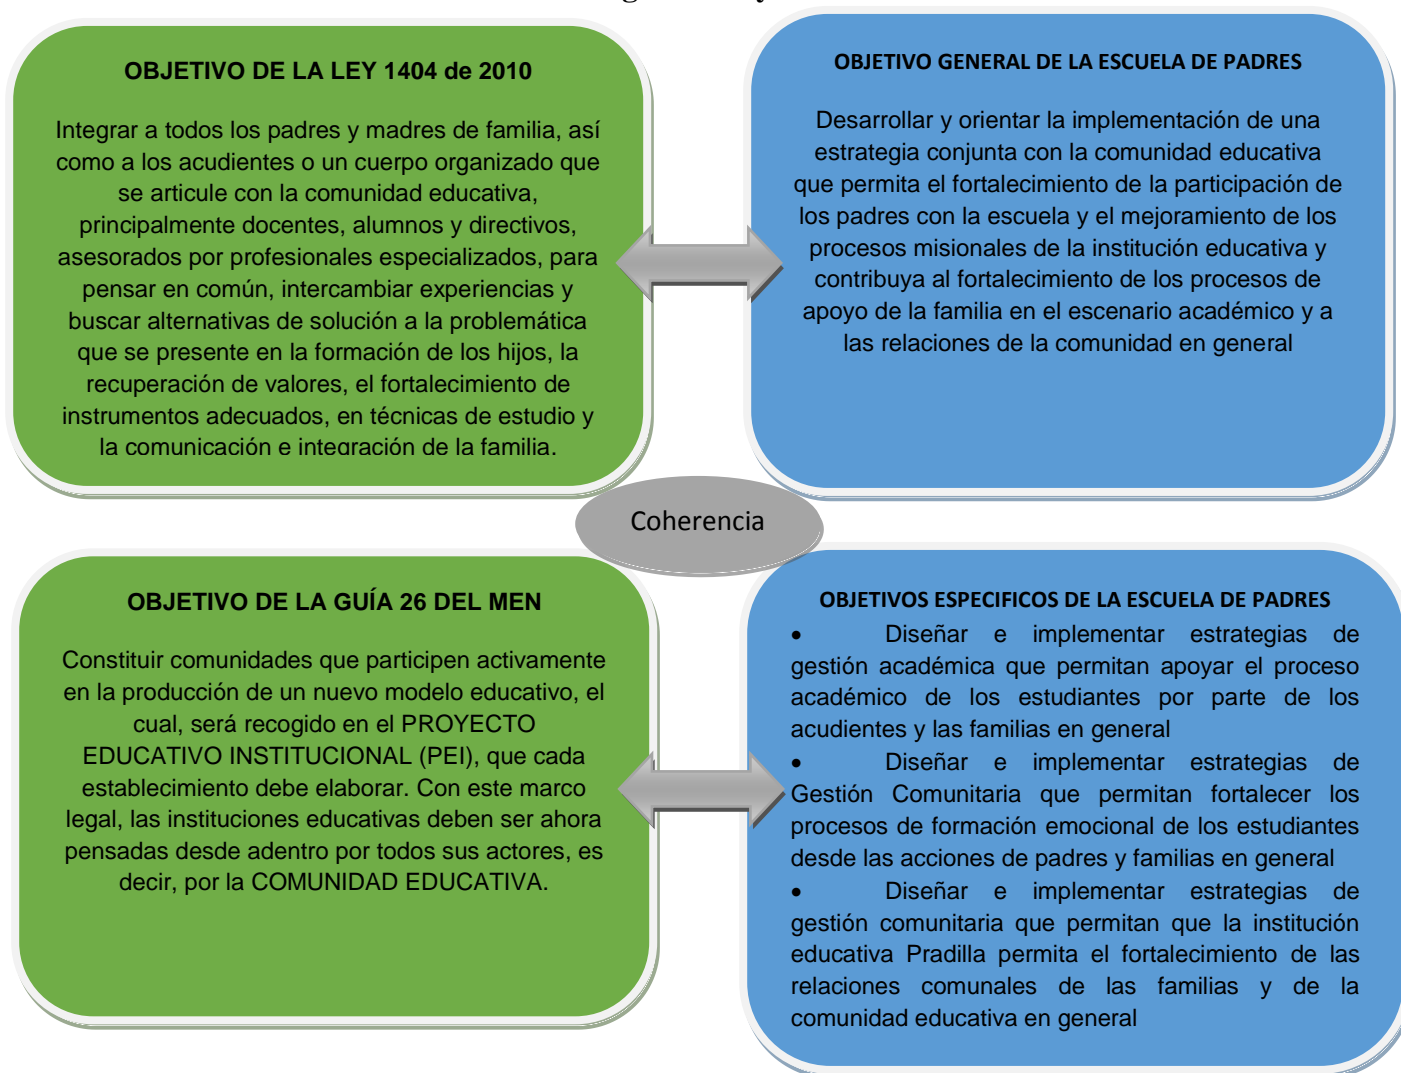 OBJETIVO DE LA LEY 1404 de 2010
Integrar a todos los padres y madres de familia, así
como a los acudientes o un cuerpo organizado que
se articule con la comunidad educativa,
principalmente docentes, alumnos y directivos,
asesorados por profesionales especializados, para
pensar en común, intercambiar experiencias y
buscar alternativas de solución a la problemática
que se presente en la formación de los hijos, la
recuperación de valores, el fortalecimiento de
instrumentos adecuados, en técnicas de estudio y
la comunicación e integración de la familia.
OBJETIVO GENERAL DE LA ESCUELA DE PADRES
Desarrollar y orientar la implementación de una
estrategia conjunta con la comunidad educativa
que permita el fortalecimiento de la participación de
los padres con la escuela y el mejoramiento de los
procesos misionales de la institución educativa y
contribuya al fortalecimiento de los procesos de
apoyo de la familia en el escenario académico y a
las relaciones de la comunidad en general
Coherencia
OBJETIVO DE LA GUÍA 26 DEL MEN
Constituir comunidades que participen activamente
en la producción de un nuevo modelo educativo, el
cual, será recogido en el PROYECTO
EDUCATIVO INSTITUCIONAL (PEI), que cada
establecimiento debe elaborar. Con este marco
legal, las instituciones educativas deben ser ahora
pensadas desde adentro por todos sus actores, es
decir, por la COMUNIDAD EDUCATIVA.
OBJETIVOS ESPECIFICOS DE LA ESCUELA DE PADRES
• Diseñar e implementar estrategias de
gestión académica que permitan apoyar el proceso
académico de los estudiantes por parte de los
acudientes y las familias en general
• Diseñar e implementar estrategias de
Gestión Comunitaria que permitan fortalecer los
procesos de formación emocional de los estudiantes
desde las acciones de padres y familias en general
• Diseñar e implementar estrategias de
gestión comunitaria que permitan que la institución
educativa Pradilla permita el fortalecimiento de las
relaciones comunales de las familias y de la
comunidad educativa en general